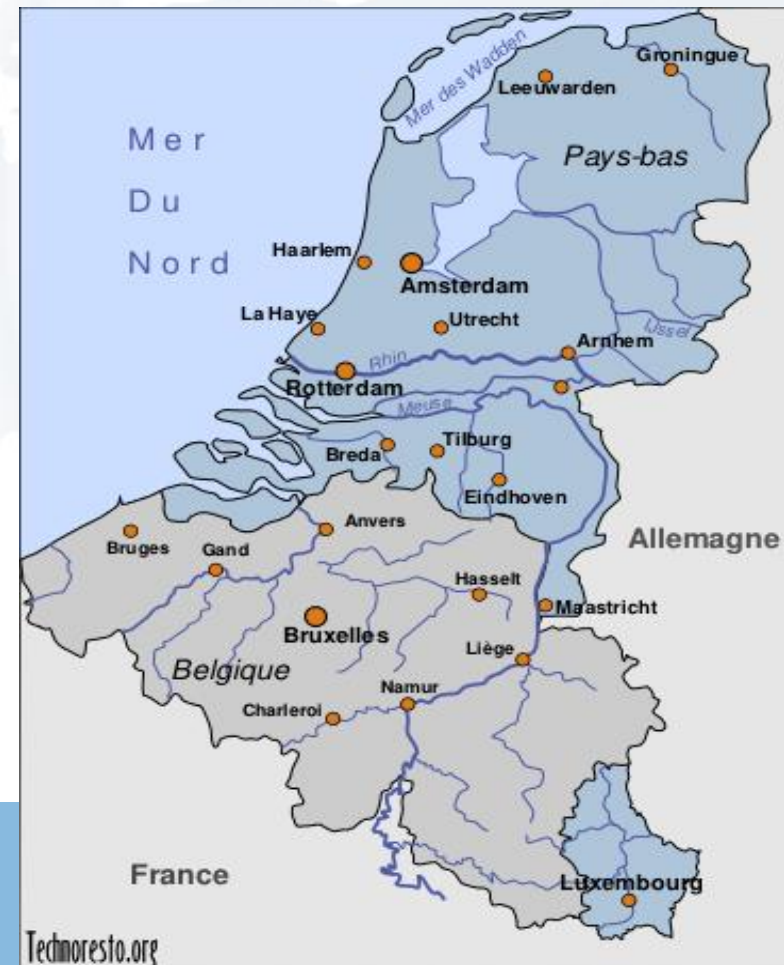 Mer des Wadden
Groningue
Leeuwarden
Mer
Du
Nord
Pays-bas
Haarlem
Amsterdam
La Haye
Utrecht
IJssel
Arnhem
Rhin
Rotterdam
Meuse
Breda
Tilburg
Eindhoven
Anvers
Bruges
Gand
Allemagne
Hasselt
Maastricht
Bruxelles
Liège
Belgique
Namur
Charleroi
France
Luxembourg
Technoresto.org